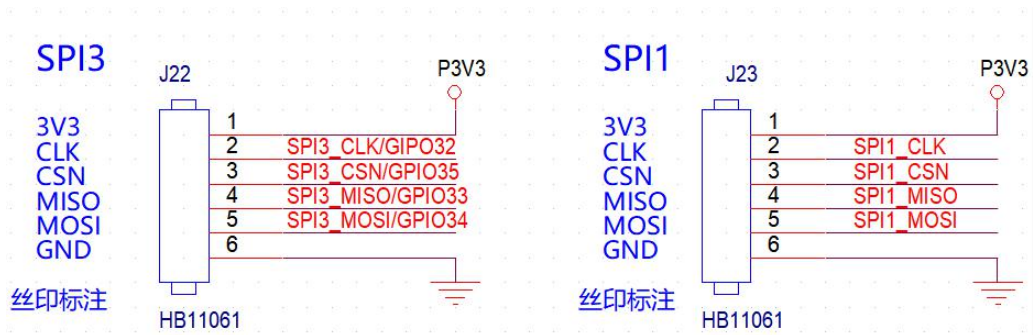 SPI3
J22
P3V3
3V3
CLK
CSN
MISO
MOSI
GND
1
2 SPI3_CLK/GIPO32
3 SPI3_CSN/GPIO35
4 SPI3_MISO/GPIO33
5 SPI3_MOSI/GPIO34
6
丝印标注
HB11061
SPI1
J23
P3V3
3V3
CLK
CSN
MISO
MOSI
GND
1
2 SPI1_CLK
3 SPI1_CSN
4 SPI1_MISO
5 SPI1_MOSI
6
丝印标注
HB11061